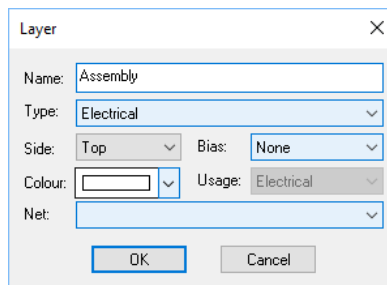 Layer
Name: Assembly
Type: Electrical
Side: Top Bias: None
Colour: Usage: Electrical
Net:
OK Cancel